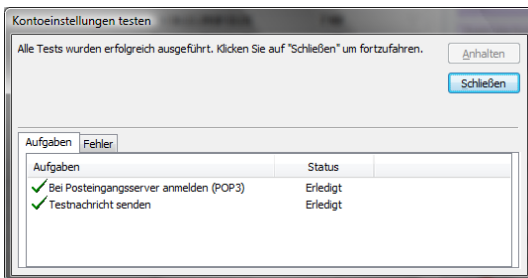 Kontoeinstellungen testen
Alle Tests wurden erfolgreich ausgeführt. Klicken Sie auf "Schließen" um fortzufahren.
Anhalten
Schließen
Aufgaben Fehler
Aufgaben Status
Bei Posteingangsserver anmelden (POP3) Erledigt
Testnachricht senden Erledigt